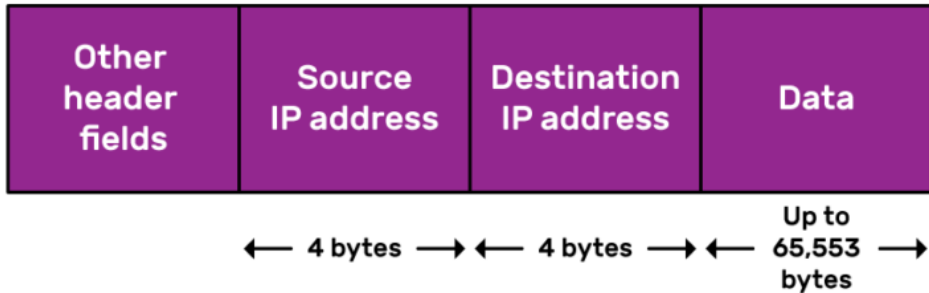 Other
header
fields
Source
IP address
Destination
IP address
Data
4 bytes
4 bytes
Up to
65,553
bytes